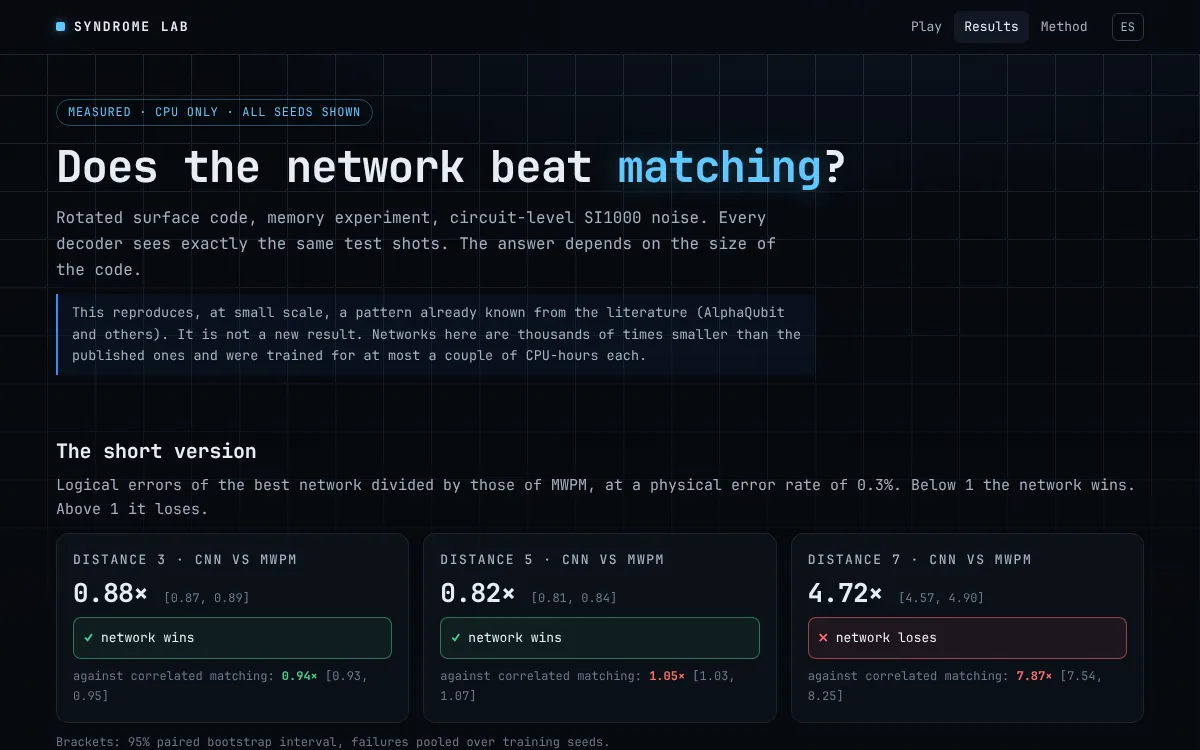 SYNDROME LAB
Play Results Method ES
MEASURED · CPU ONLY · ALL SEEDS SHOWN
Does the network beat matching?
Rotated surface code, memory experiment, circuit-level SI1000 noise. Every
decoder sees exactly the same test shots. The answer depends on the size of
the code.
This reproduces, at small scale, a pattern already known from the literature (AlphaQubit
and others). It is not a new result. Networks here are thousands of times smaller than the
published ones and were trained for at most a couple of CPU-hours each.
The short version
Logical errors of the best network divided by those of MWPM, at a physical error rate of 0.3%. Below 1 the network wins.
Above 1 it loses.
DISTANCE 3 · CNN VS MWPM
0.88× [0.87, 0.89]
✓ network wins
against correlated matching: 0.94× [0.93,
0.95]
DISTANCE 5 · CNN VS MWPM
0.82× [0.81, 0.84]
✓ network wins
against correlated matching: 1.05× [1.03,
1.07]
DISTANCE 7 · CNN VS MWPM
4.72× [4.57, 4.90]
× network loses
against correlated matching: 7.87× [7.54,
8.25]
Brackets: 95% paired bootstrap interval, failures pooled over training seeds.